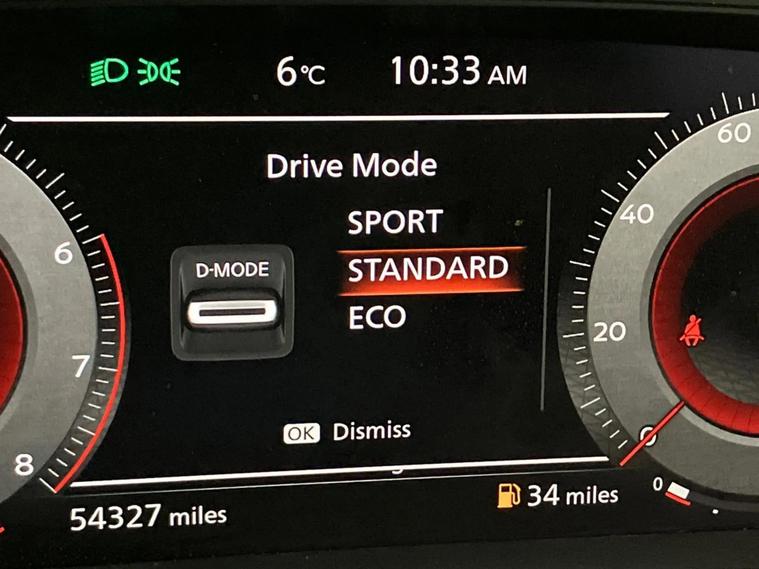 6°C 10:33 AM
Drive Mode
SPORT
D-MODE
STANDARD
ECO
OK Dismiss
54327 miles
34 miles
6
7
8
60
40
20
0
0